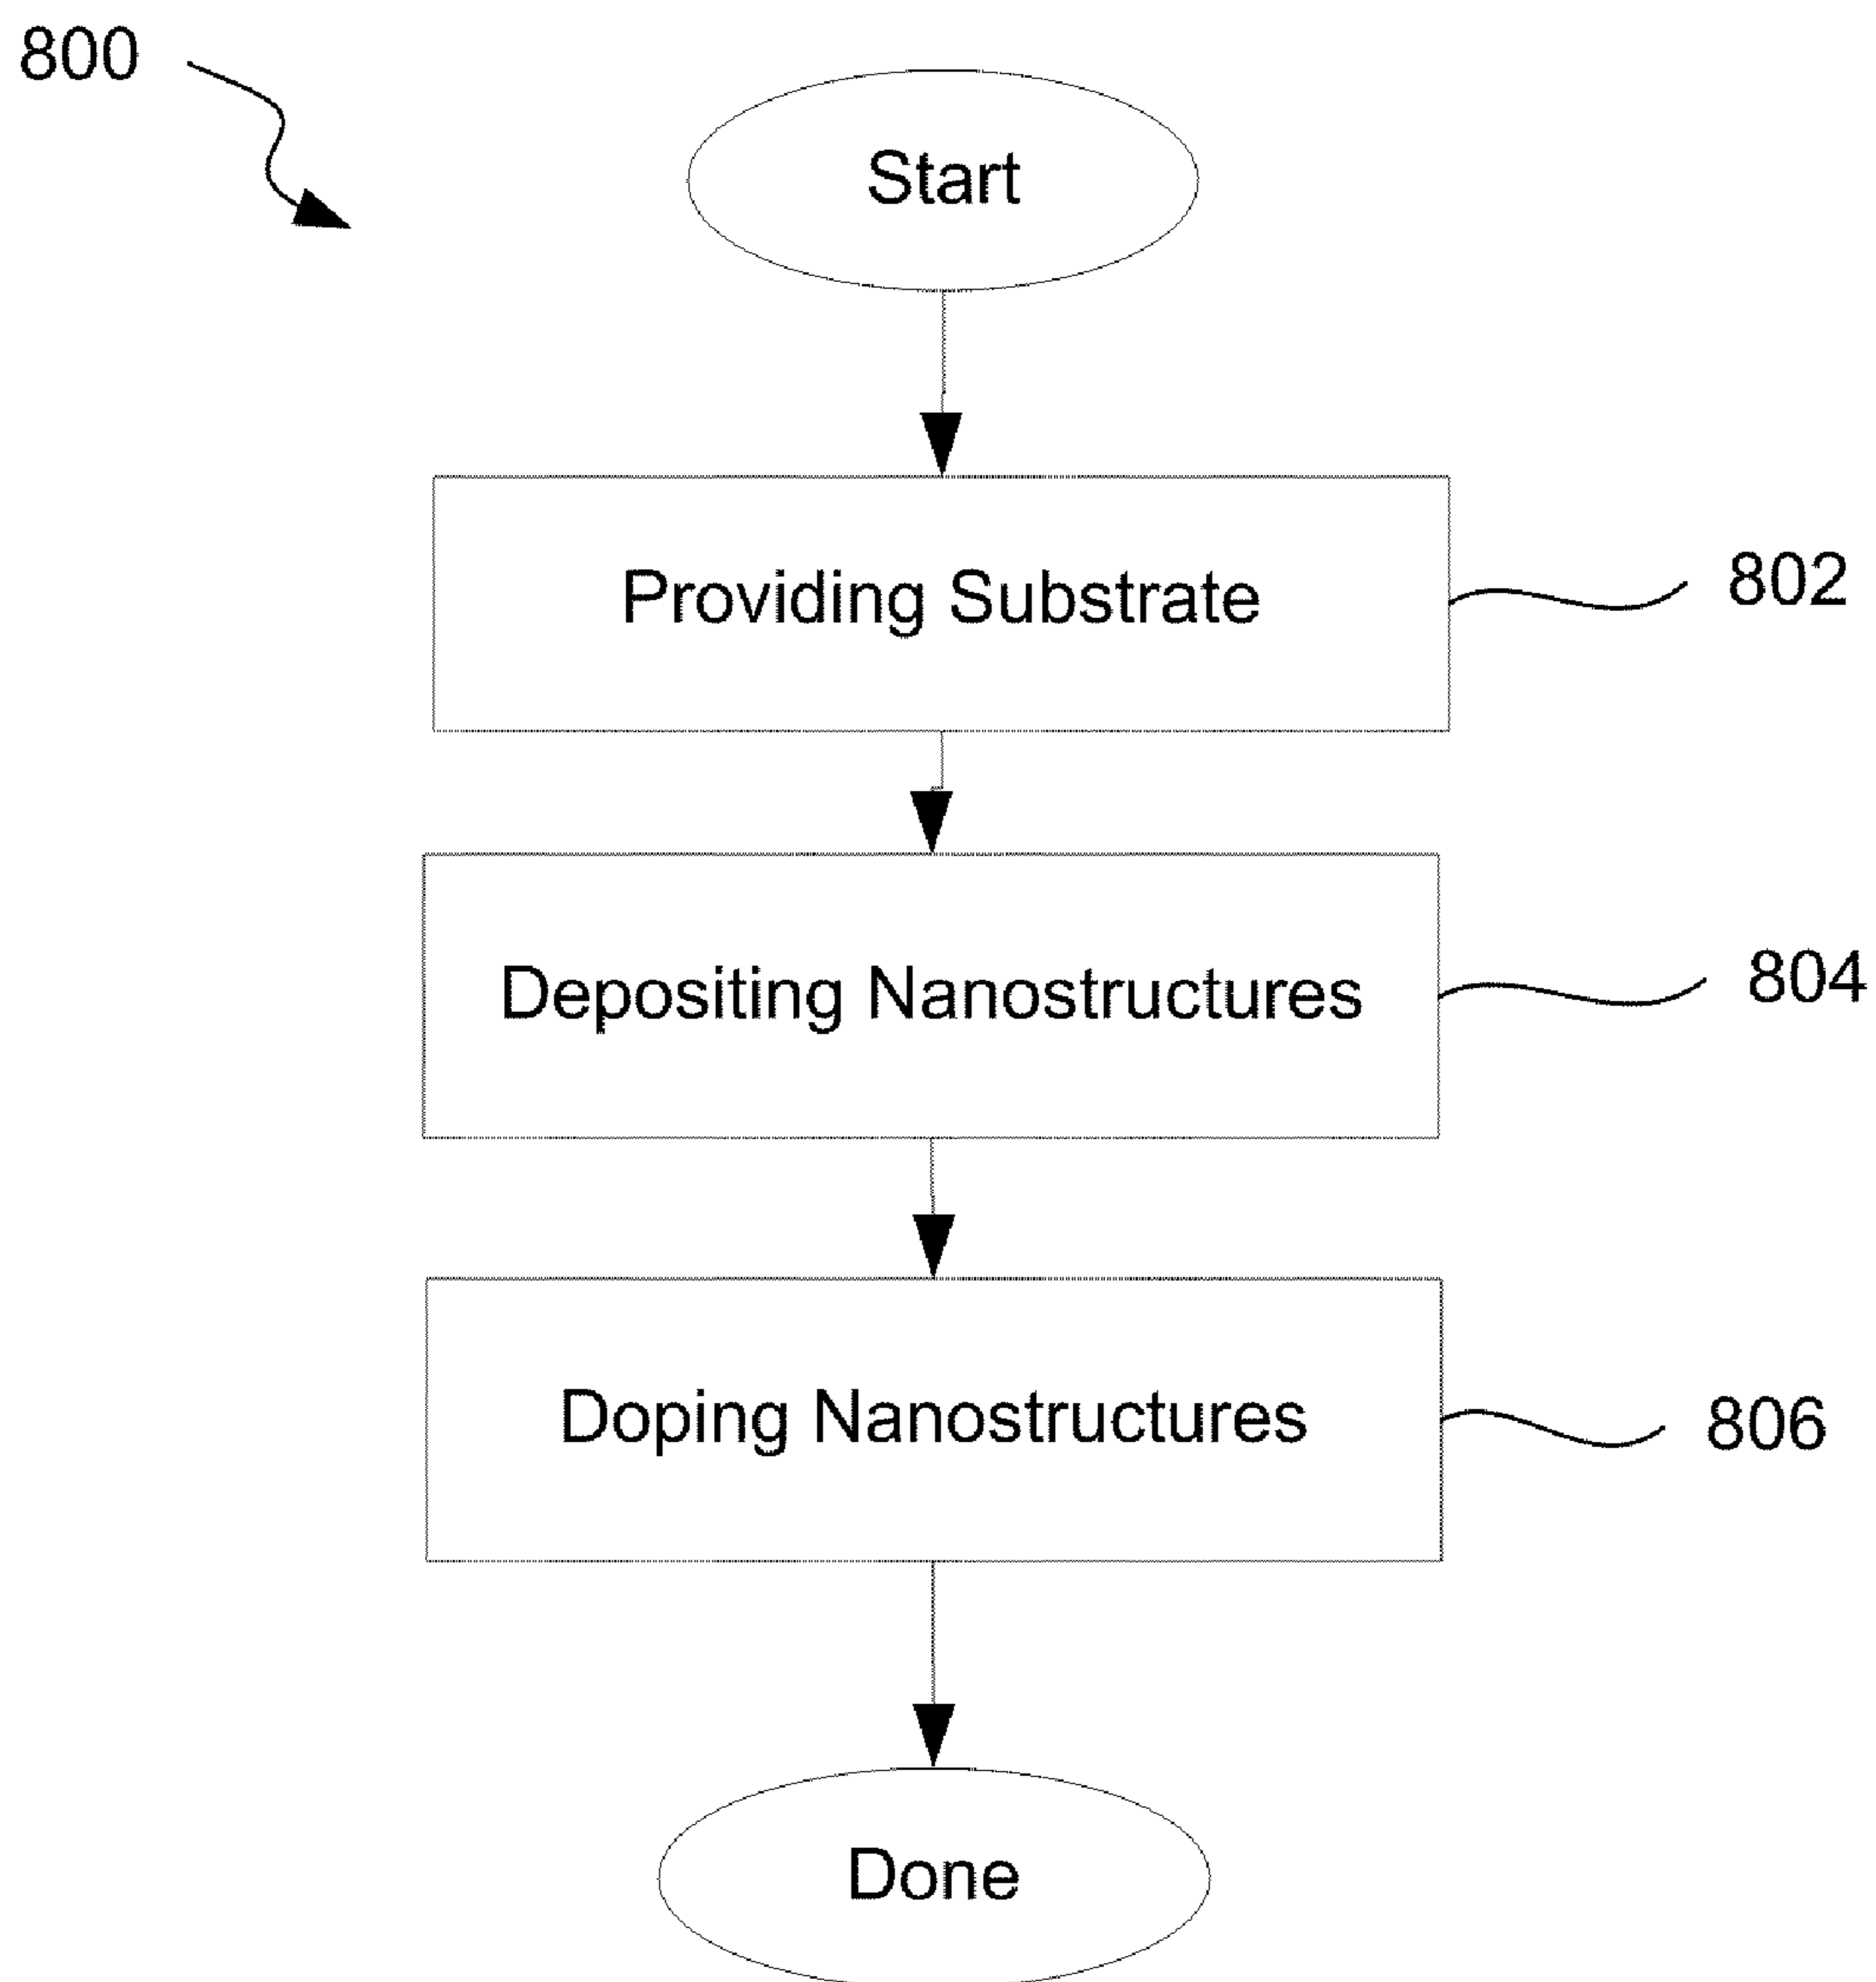 800
Start
Providing Substrate
802
Depositing Nanostructures
804
Doping Nanostructures
806
Done